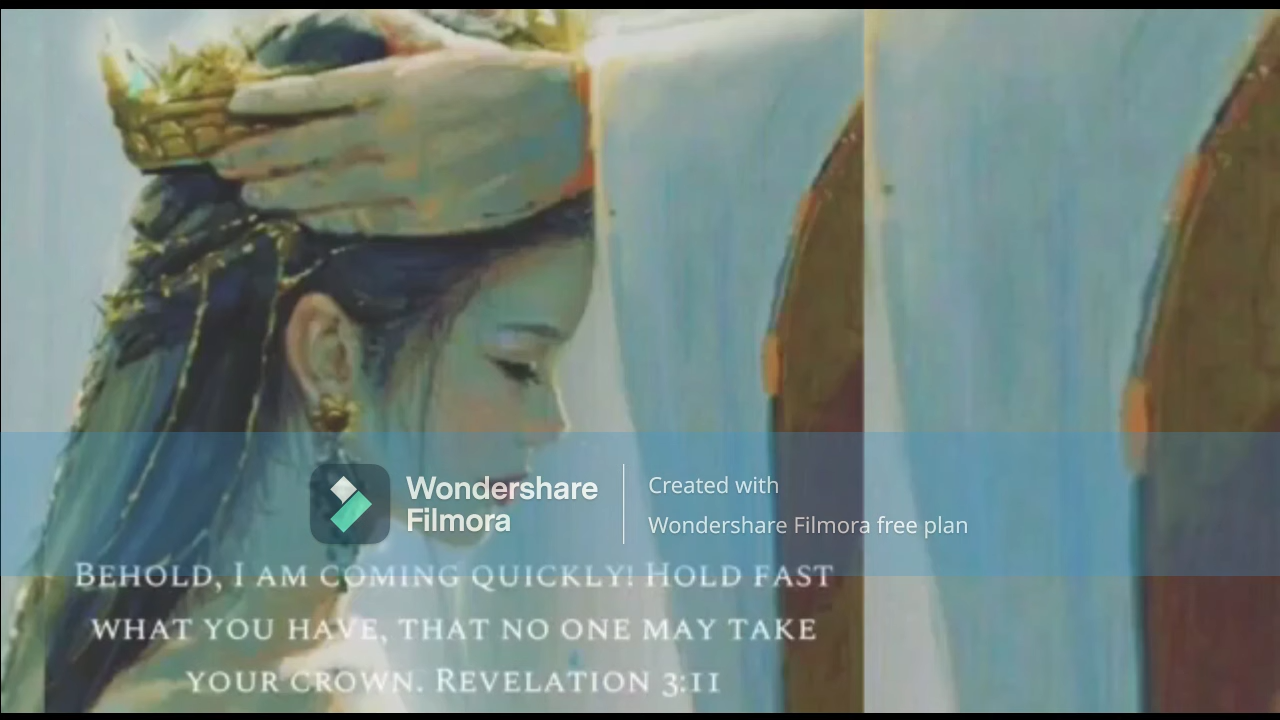 Wondershare
Filmora
Created with
Wondershare Filmora free plan
BEHOLD, I AM COMING QUICKLY! HOLD FAST
WHAT YOU HAVE, THAT NO ONE MAY TAKE
YOUR CROWN. REVELATION 3:11